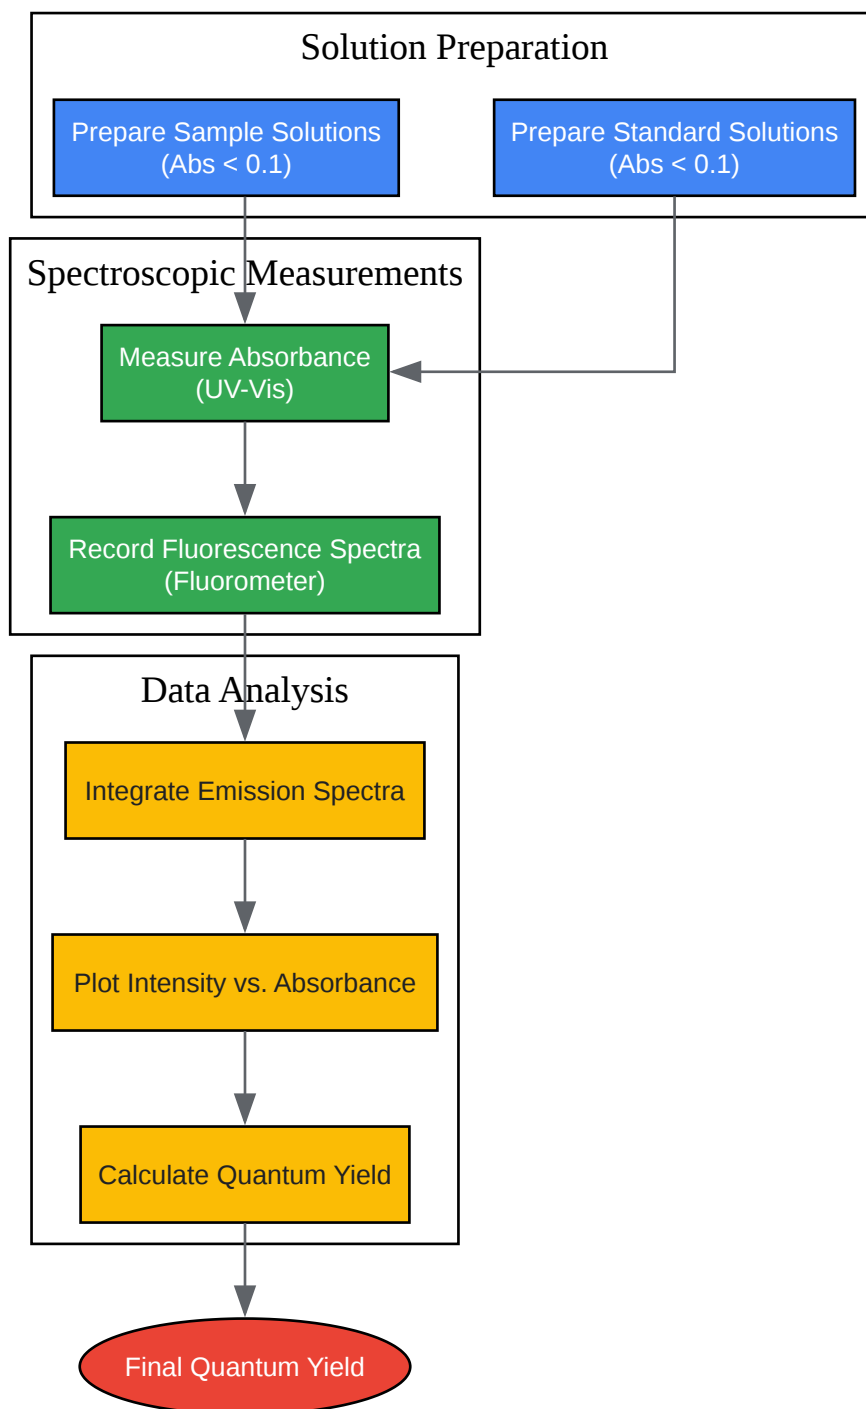 Solution Preparation
Prepare Sample Solutions
(Abs < 0.1)
Prepare Standard Solutions
(Abs < 0.1)
Spectroscopic Measurements
Measure Absorbance
(UV-Vis)
Record Fluorescence Spectra
(Fluorometer)
Data Analysis
Integrate Emission Spectra
Plot Intensity vs. Absorbance
Calculate Quantum Yield
Final Quantum Yield